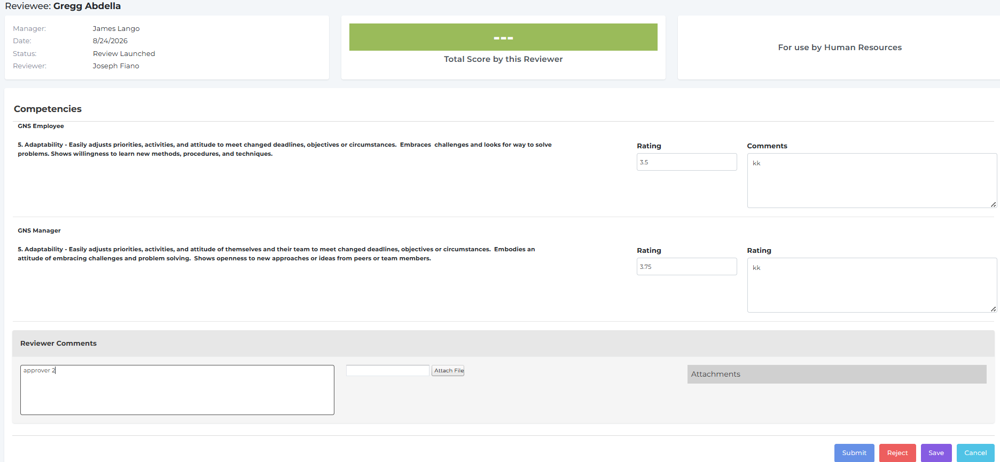 Reviewee: Gregg Abdella
Manager: James Lango
Date: 8/24/2026
Status: Review Launched
Reviewer: Joseph Fiano
---
Total Score by this Reviewer
For use by Human Resources
Competencies
GNS Employee
5. Adaptability - Easily adjusts priorities, activities, and attitude to meet changed deadlines, objectives or circumstances.  Embraces  challenges and looks for way to solve
problems. Shows willingness to learn new methods, procedures, and techniques.
Rating
3.5
Comments
kk
GNS Manager
5. Adaptability - Easily adjusts priorities, activities, and attitude of themselves and their team to meet changed deadlines, objectives or circumstances.  Embodies an
attitude of embracing challenges and problem solving.  Shows openness to new approaches or ideas from peers or team members.
Rating
3.75
Rating
kk
Reviewer Comments
approver 2
Attach File
Attachments
Submit
Reject
Save
Cancel